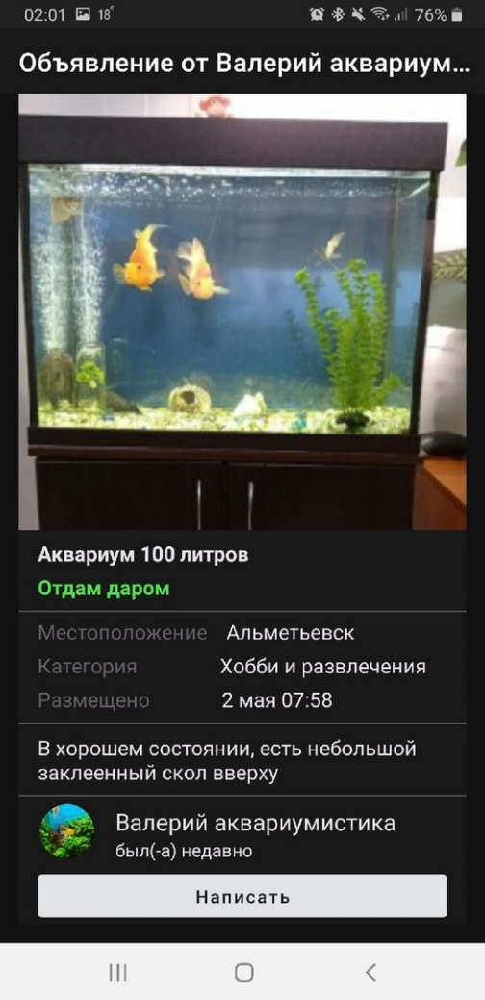 02:01 18° 76%
Объявление от Валерий аквариум...
Аквариум 100 литров
Отдам даром
Местоположение Альметьевск
Категория Хобби и развлечения
Размещено 2 мая 07:58
В хорошем состоянии, есть небольшой
заклеенный скол вверху
Валерий аквариумистика
был(-а) недавно
Написать